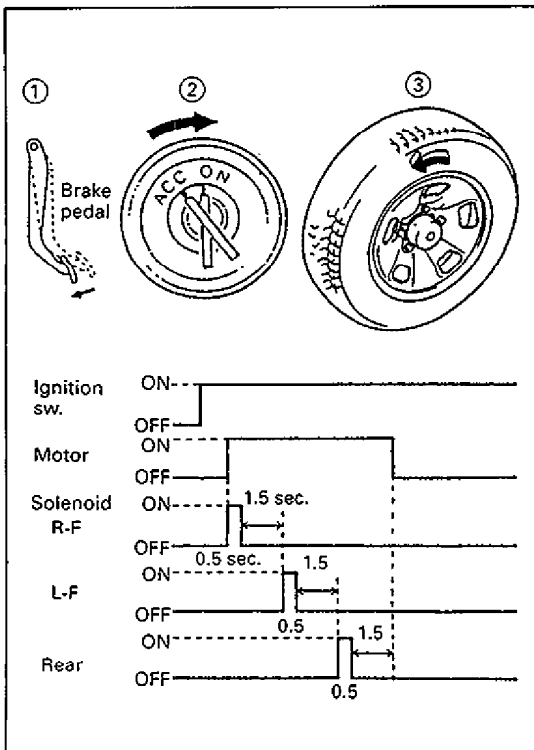 ① ② ③
ACC ON
Brake
pedal
Ignition
sw.
ON
OFF
Motor
ON
OFF
Solenoid
R-F
ON
1.5 sec.
OFF
0.5 sec.
L-F
ON
1.5
OFF
0.5
Rear
ON
1.5
OFF
0.5